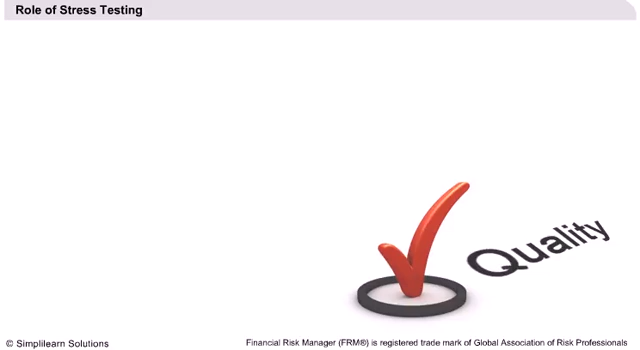 Role of Stress Testing
Quality
© Simplilearn Solutions
Financial Risk Manager (FRM®) is registered trade mark of Global Association of Risk Professionals